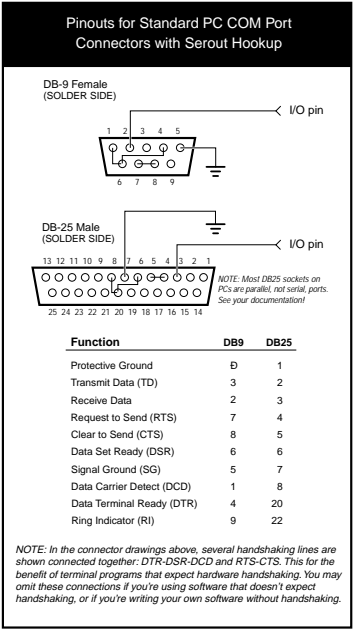 Pinouts for Standard PC COM Port
Connectors with Serout Hookup
DB-9 Female
(SOLDER SIDE)
I/O pin
1 2 3 4 5
6 7 8 9
DB-25 Male
(SOLDER SIDE)
I/O pin
13 12 11 10 9 8 7 6 5 4 3 2 1
25 24 23 22 21 20 19 18 17 16 15 14
NOTE: Most DB25 sockets on
PCs are parallel, not serial, ports.
See your documentation!
Function DB9 DB25
Protective Ground Ð 1
Transmit Data (TD) 3 2
Receive Data 2 3
Request to Send (RTS) 7 4
Clear to Send (CTS) 8 5
Data Set Ready (DSR) 6 6
Signal Ground (SG) 5 7
Data Carrier Detect (DCD) 1 8
Data Terminal Ready (DTR) 4 20
Ring Indicator (RI) 9 22
NOTE: In the connector drawings above, several handshaking lines are
shown connected together: DTR-DSR-DCD and RTS-CTS. This for the
benefit of terminal programs that expect hardware handshaking. You may
omit these connections if you're using software that doesn't expect
handshaking, or if you're writing your own software without handshaking.